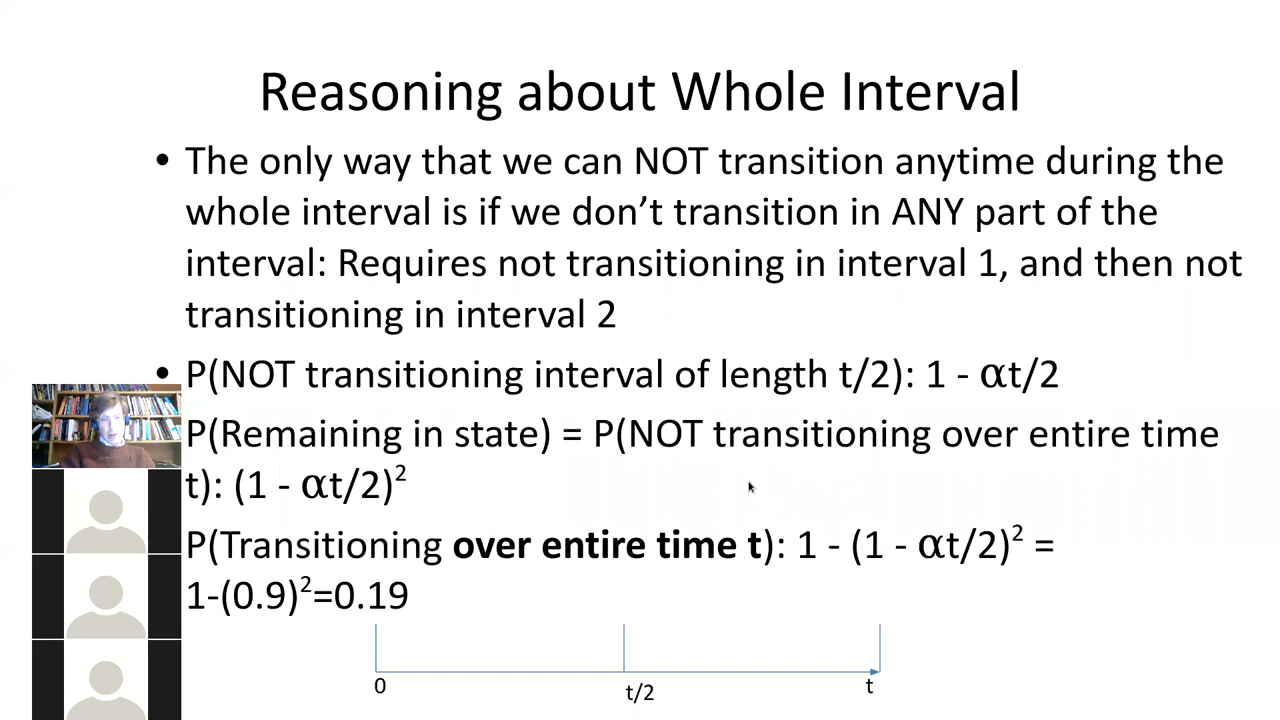 Reasoning about Whole Interval
• The only way that we can NOT transition anytime during the
whole interval is if we don’t transition in ANY part of the
interval: Requires not transitioning in interval 1, and then not
transitioning in interval 2
• P(NOT transitioning interval of length t/2): 1 - αt/2
P(Remaining in state) = P(NOT transitioning over entire time
t): (1 - αt/2)²
P(Transitioning over entire time t): 1 - (1 - αt/2)² =
1-(0.9)²=0.19
0 t/2 t